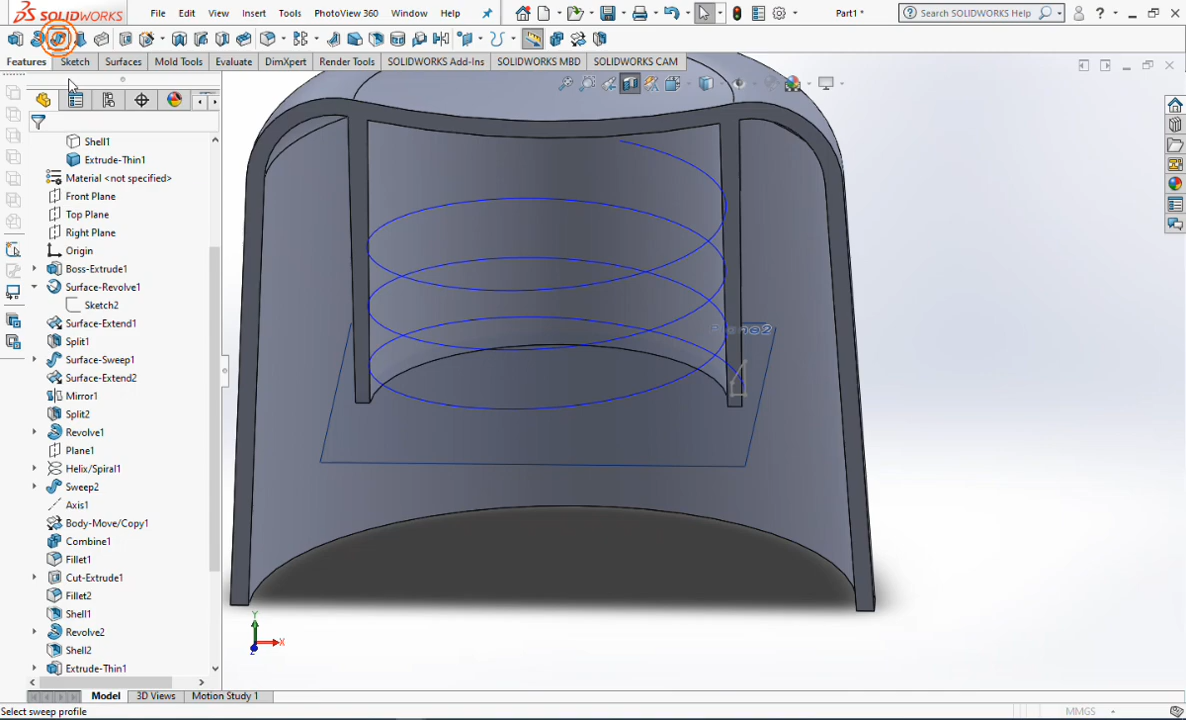 SOLIDWORKS File Edit View Insert Tools PhotoView 360 Window Help Part1* Search SOLIDWORKS Help
Features Sketch Surfaces Mold Tools Evaluate DimXpert Render Tools SOLIDWORKS Add-Ins SOLIDWORKS MBD SOLIDWORKS CAM
Shell1
Extrude-Thin1
Material <not specified>
Front Plane
Top Plane
Right Plane
Origin
Boss-Extrude1
Surface-Revolve1
Sketch2
Surface-Extend1
Split1
Surface-Sweep1
Surface-Extend2
Mirror1
Split2
Revolve1
Plane1
Helix/Spiral1
Sweep2
Axis1
Body-Move/Copy1
Combine1
Fillet1
Cut-Extrude1
Fillet2
Shell1
Revolve2
Shell2
Extrude-Thin1
Plane2
Y
X
Z
Model 3D Views Motion Study 1
Select sweep profile
MMGS